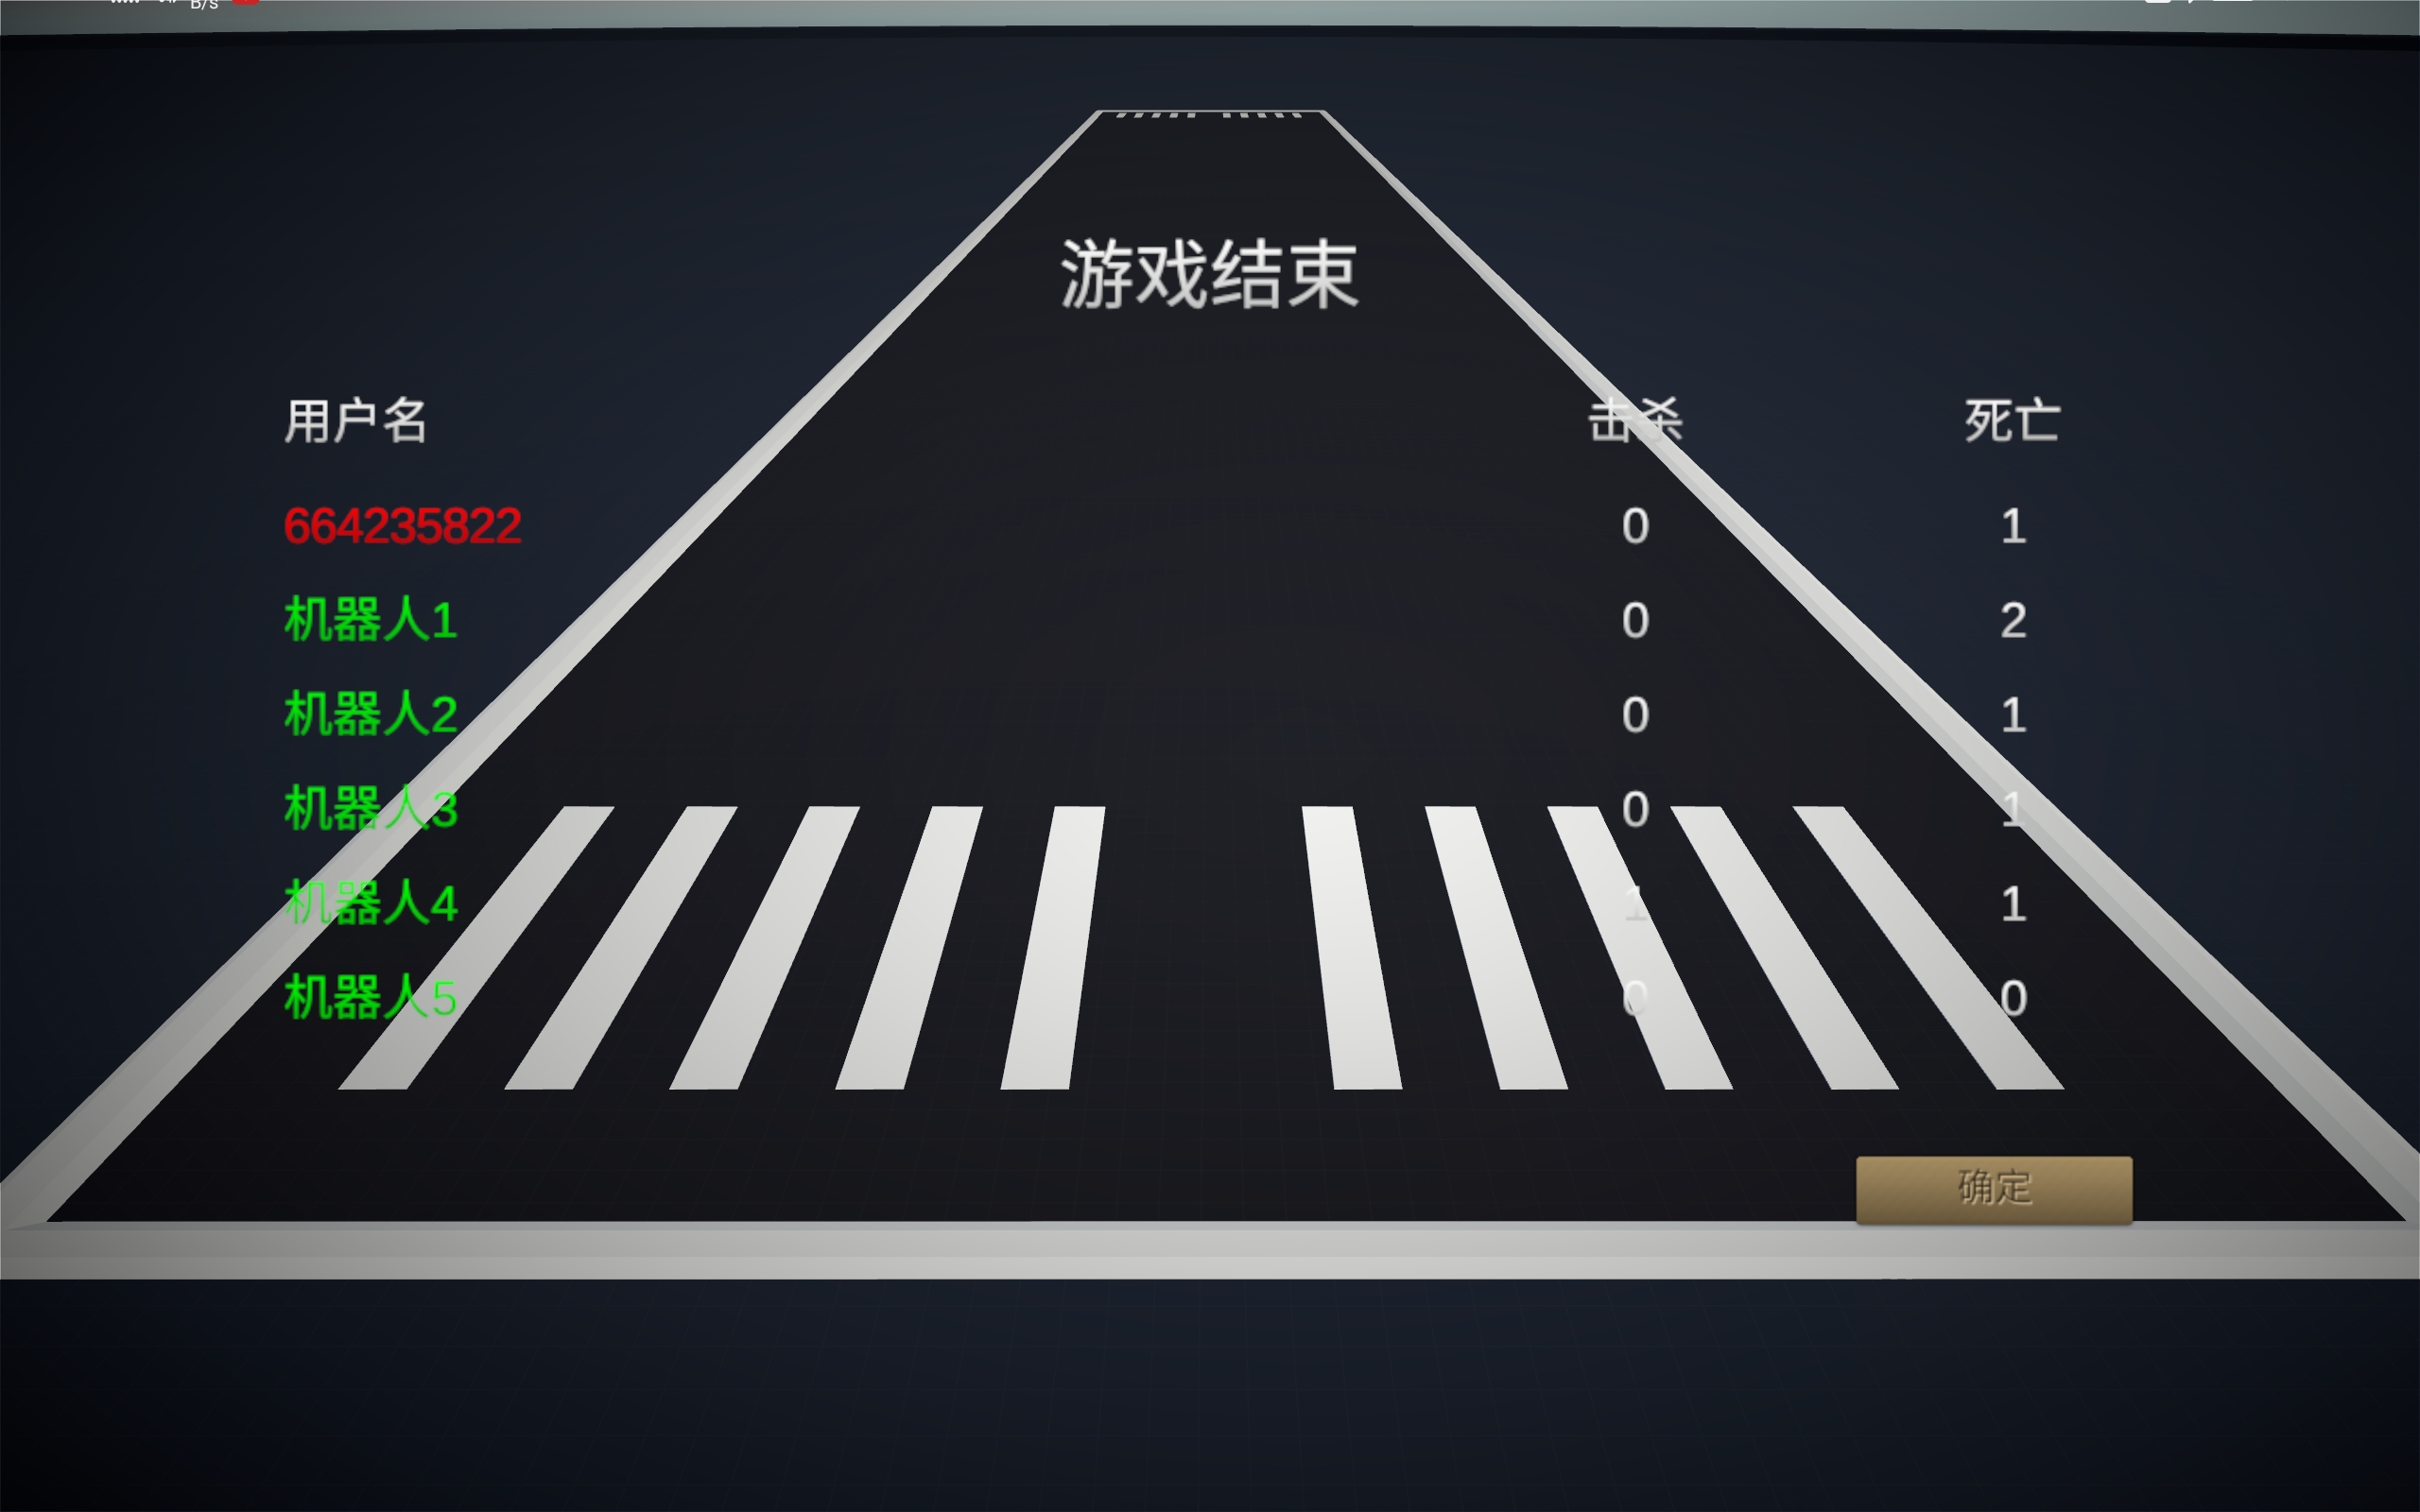 B/s
游戏结束
用户名 击杀 死亡
664235822 0 1
机器人1 0 2
机器人2 0 1
机器人3 0 1
机器人4 1 1
机器人5 0 0
确定